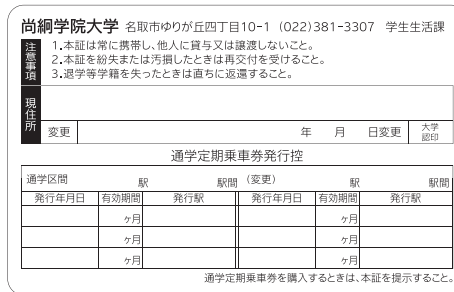 尚絅学院大学 名取市ゆりが丘四丁目10-1 (022)381-3307 学生生活課
注意事項
1.本証は常に携帯し、他人に貸与又は譲渡しないこと。
2.本証を紛失または汚損したときは再交付を受けること。
3.退学等学籍を失ったときは直ちに返還すること。
現住所
変更 年 月 日変更 大学認印
通学定期乗車券発行控
通学区間 駅 駅間 (変更) 駅 駅間
発行年月日 有効期間 発行駅 発行年月日 有効期間 発行駅
ヶ月 ヶ月
ヶ月 ヶ月
ヶ月 ヶ月
通学定期乗車券を購入するときは、本証を提示すること。